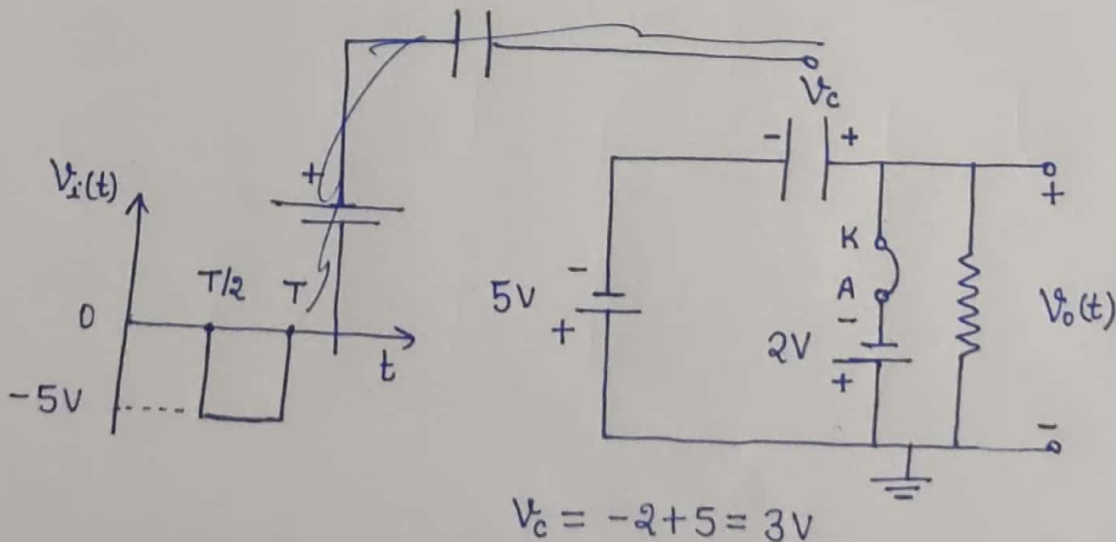 Vc
- +
Vi(t)
+
T/2 T
0
t
-5V
5V
-
+
K
A
-
2V
+
+
Vo(t)
-
Vc = -2+5 = 3V